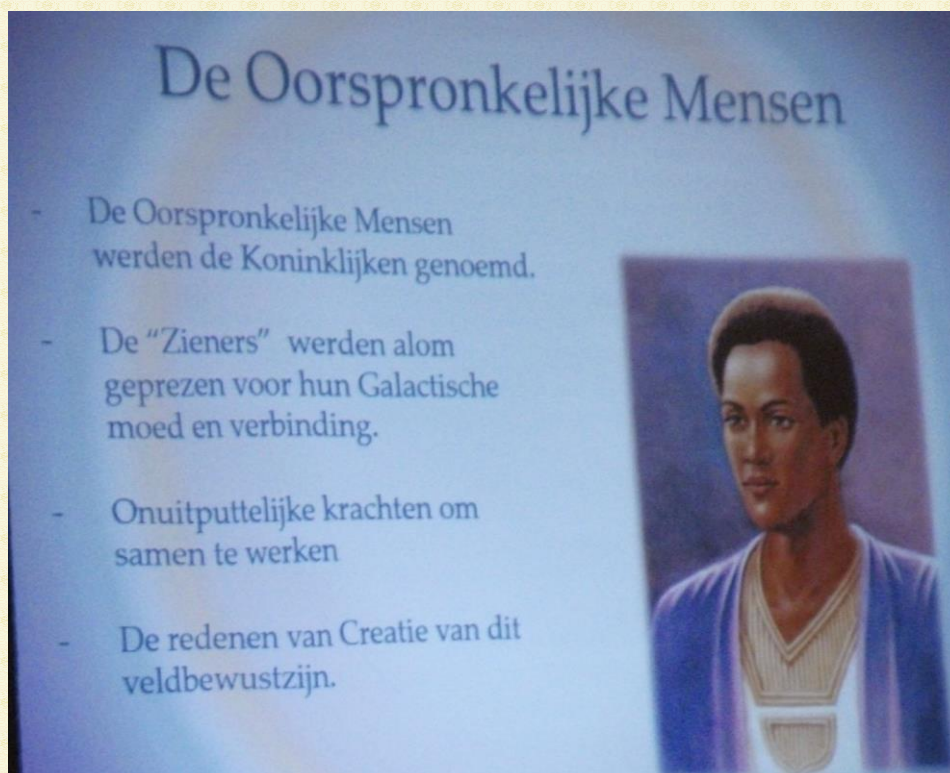 De Oorspronkelijke Mensen
- De Oorspronkelijke Mensen
werden de Koninklijken genoemd.
- De “Zieners” werden alom
geprezen voor hun Galactische
moed en verbinding.
- Onuitputtelijke krachten om
samen te werken
- De redenen van Creatie van dit
veldbewustzijn.